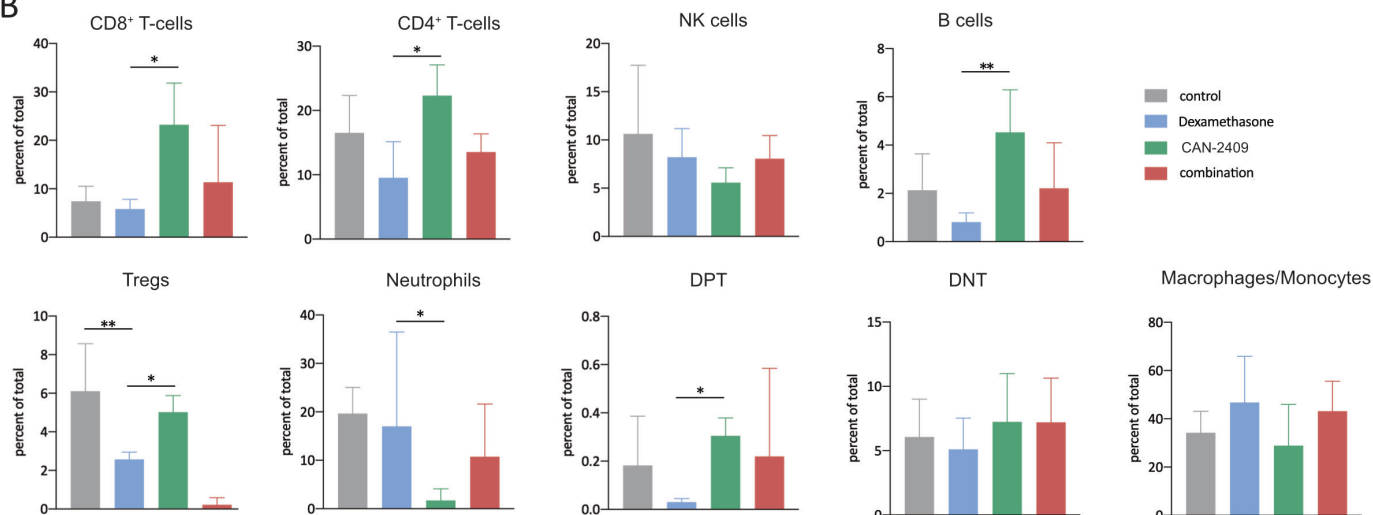 B
CD8⁺ T-cells
percent of total
40
30
20
10
0
*
CD4⁺ T-cells
percent of total
30
20
10
0
*
NK cells
percent of total
20
15
10
5
0
B cells
percent of total
8
6
4
2
0
**
control
Dexamethasone
CAN-2409
combination
Tregs
percent of total
10
8
6
4
2
0
**
*
Neutrophils
percent of total
40
30
20
10
0
*
DPT
percent of total
0.8
0.6
0.4
0.2
0.0
*
DNT
percent of total
15
10
5
0
Macrophages/Monocytes
percent of total
80
60
40
20
0